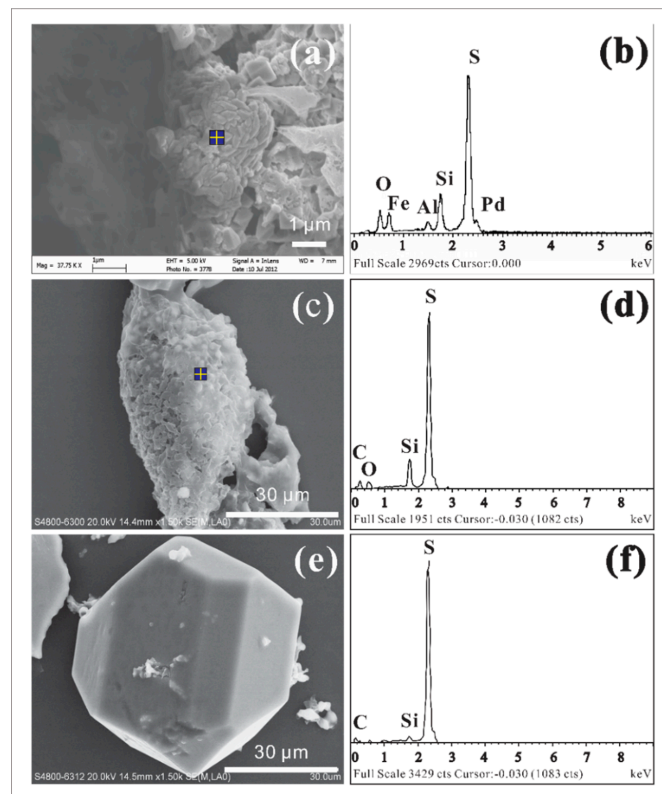 (a)
1 μm
Mag = 37.75 K X
1μm
EHT = 5.00 kV
Photo No. = 3778
Signal A = InLens
Date :10 Jul 2012
WD = 7 mm
(b)
S
O
Fe
Al
Si
Pd
0 1 2 3 4 5 6
Full Scale 2969cts Cursor:0.000 keV
(c)
30 μm
S4800-6300 20.0kV 14.4mm x1.50k SE(M,LA0) 30.0um
(d)
S
C
O
Si
0 1 2 3 4 5 6 7 8
Full Scale 1951 cts Cursor:-0.030 (1082 cts) keV
(e)
30 μm
S4800-6312 20.0kV 14.5mm x1.50k SE(M,LA0) 30.0um
(f)
S
C
Si
0 1 2 3 4 5 6 7 8
Full Scale 3429 cts Cursor:-0.030 (1083 cts) keV